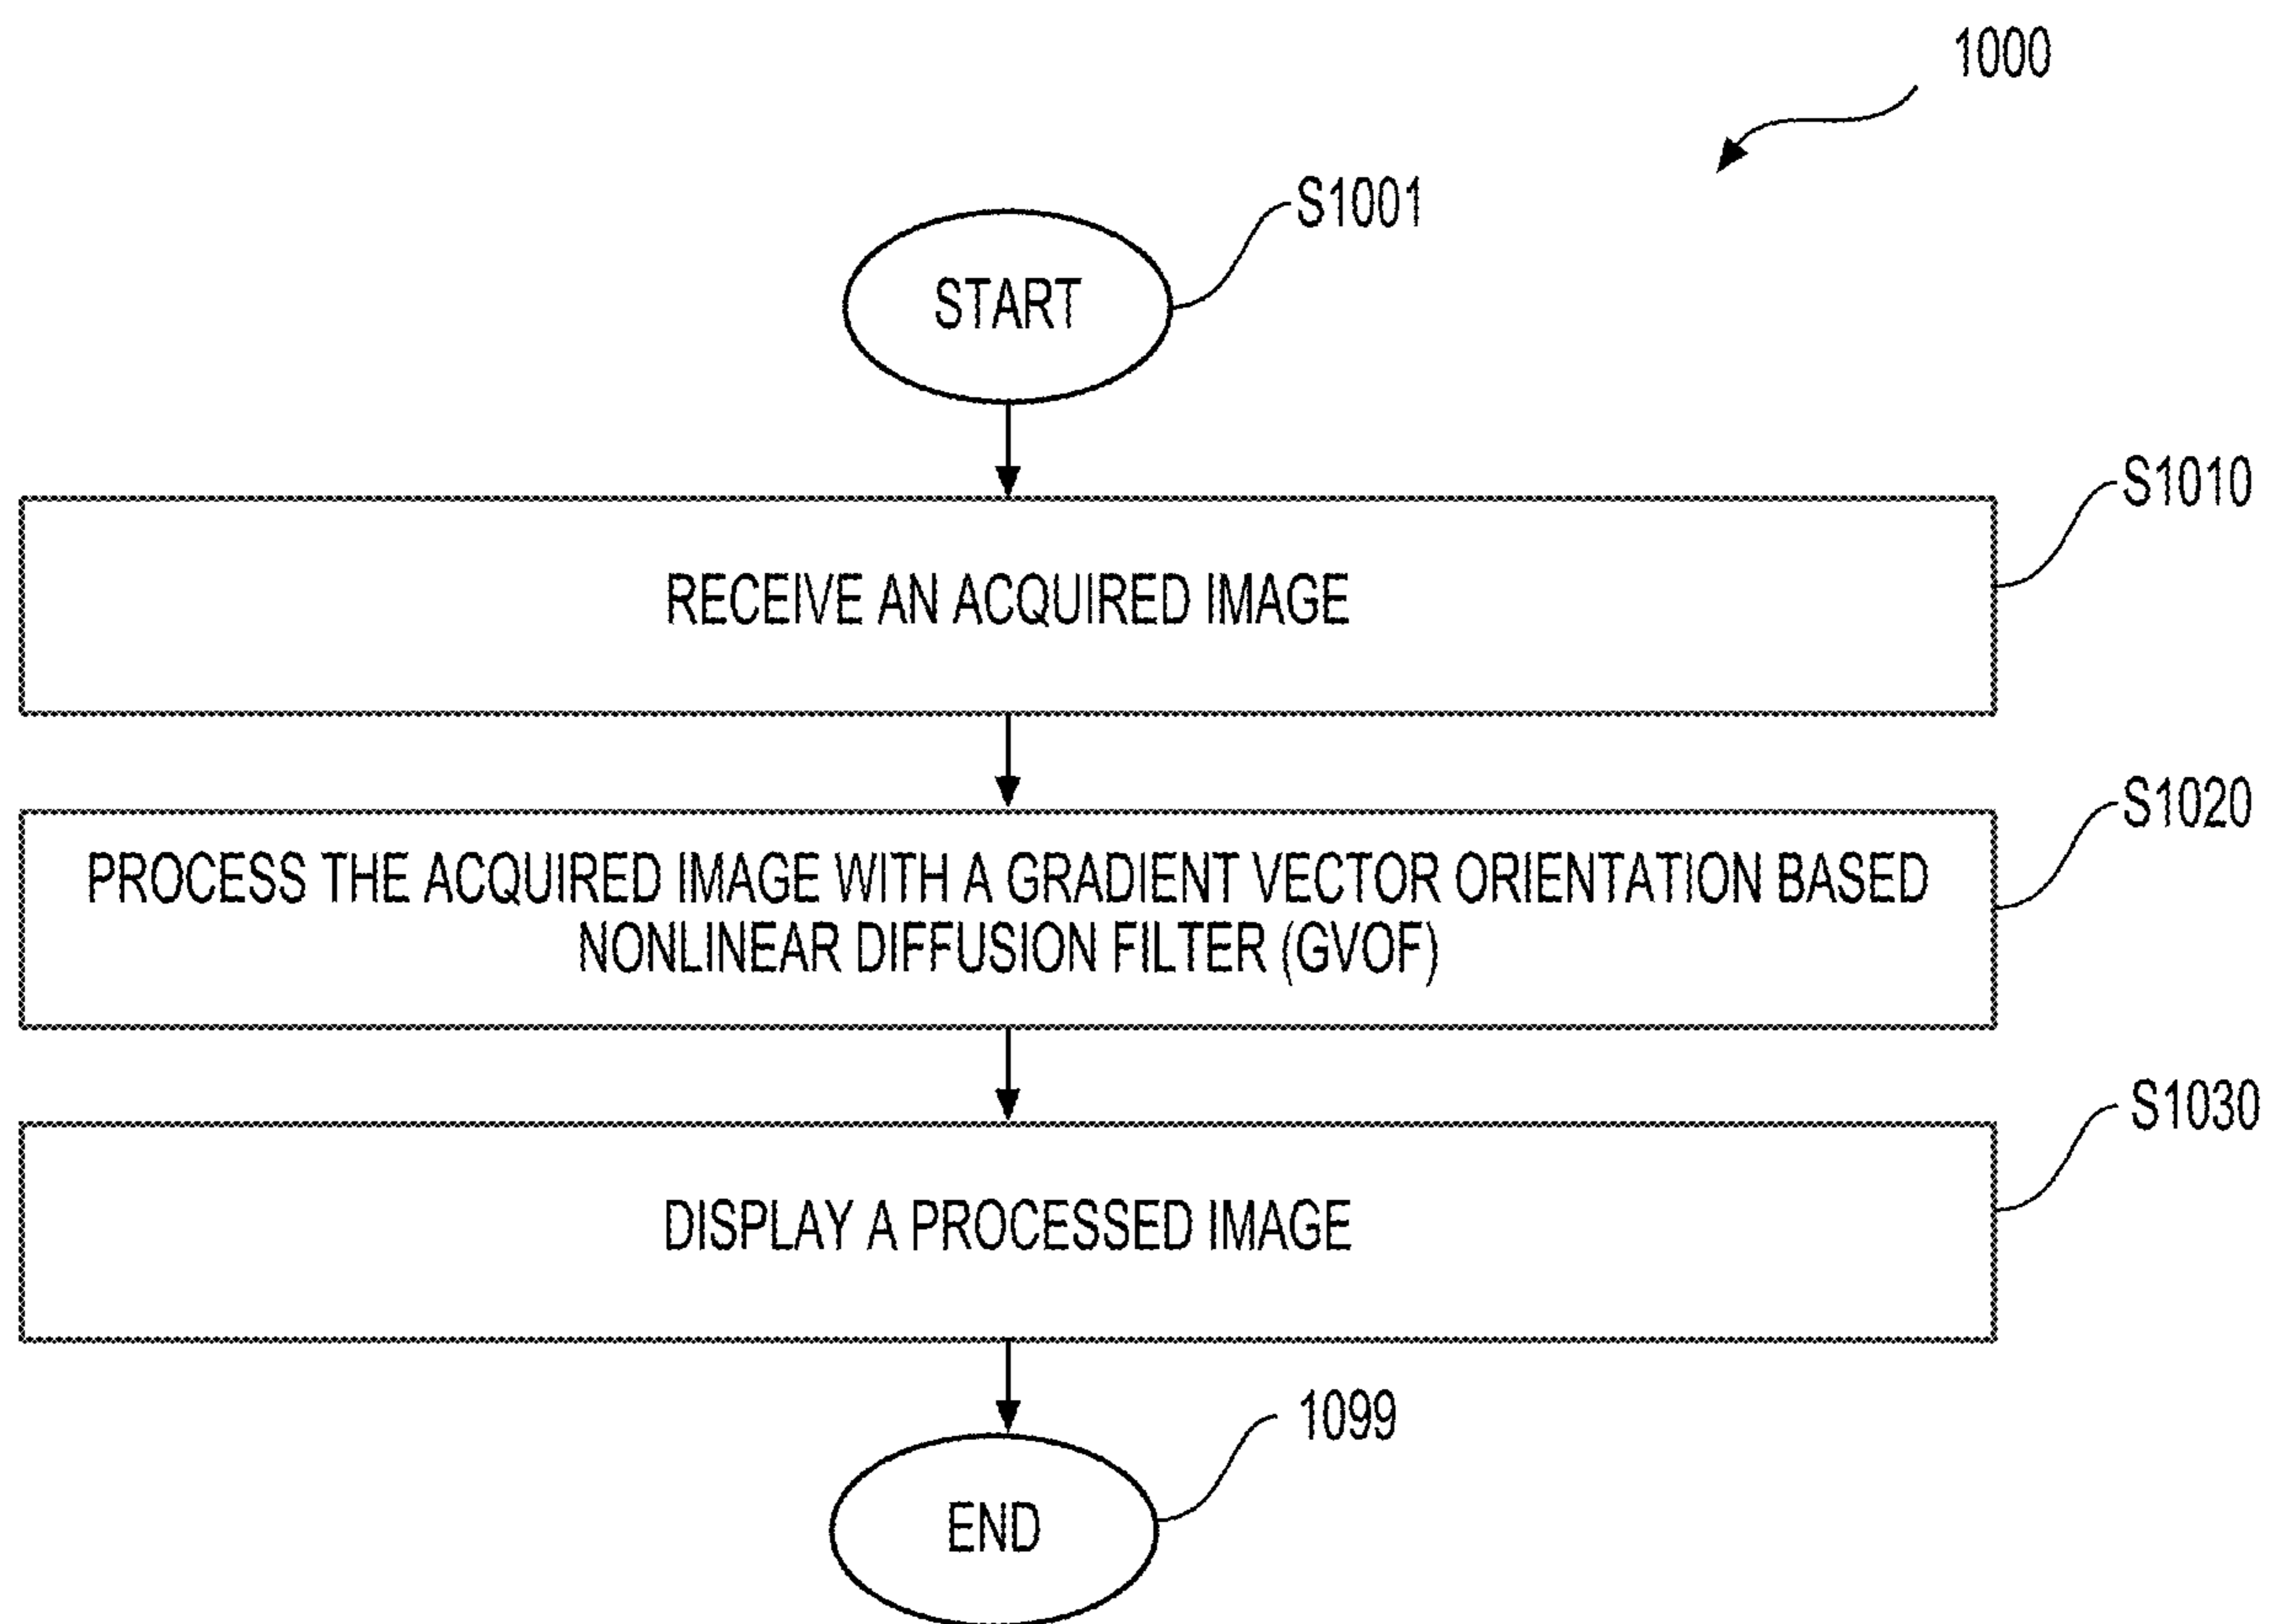 1000
S1001
START
S1010
RECEIVE AN ACQUIRED IMAGE
S1020
PROCESS THE ACQUIRED IMAGE WITH A GRADIENT VECTOR ORIENTATION BASED
NONLINEAR DIFFUSION FILTER (GVOF)
S1030
DISPLAY A PROCESSED IMAGE
1099
END